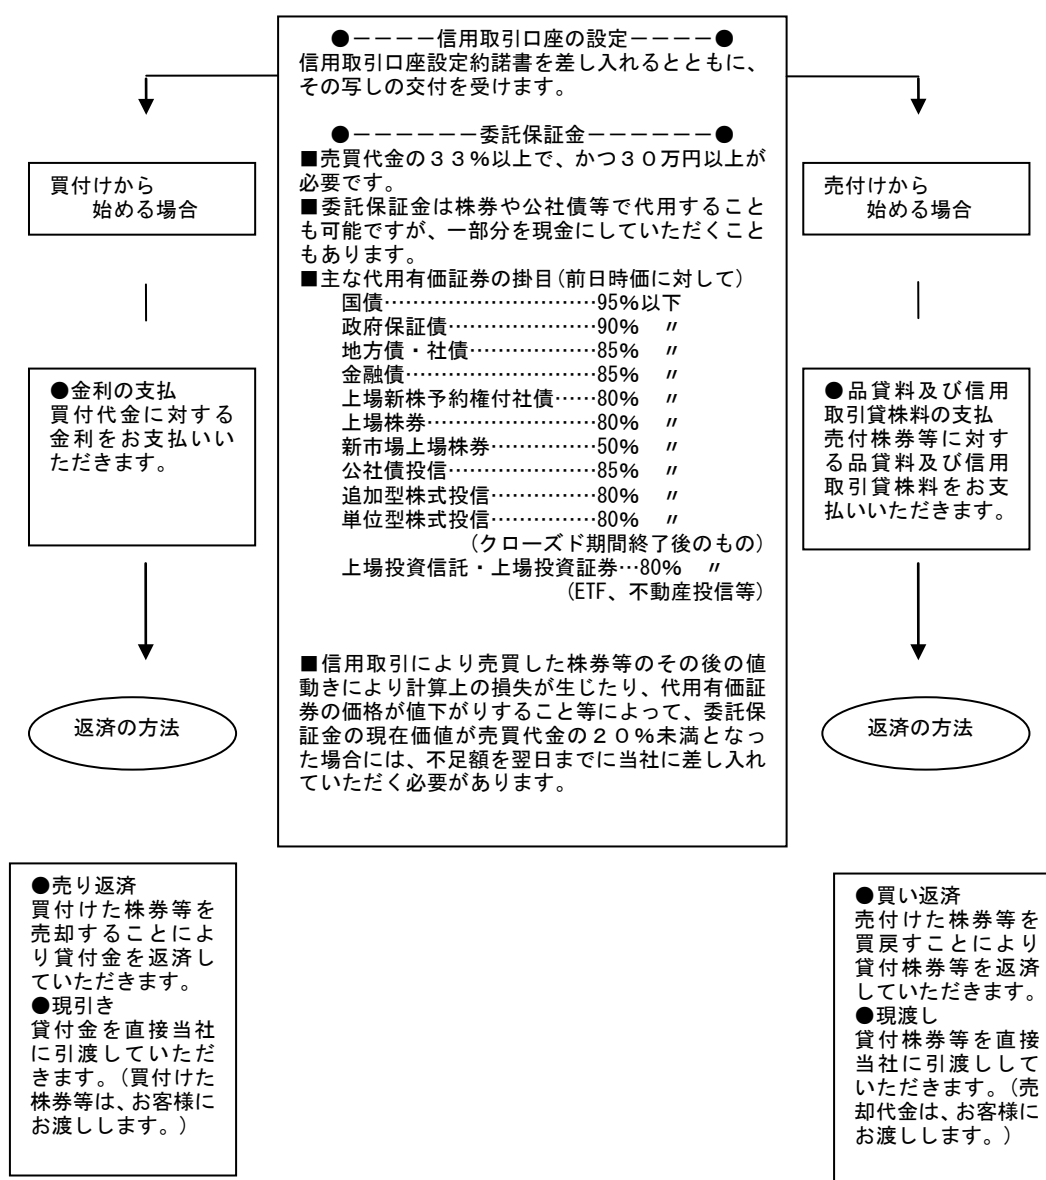 ●ーーーー信用取引口座の設定ーーーー●
信用取引口座設定約諾書を差し入れるとともに、
その写しの交付を受けます。
●ーーーーーー委託保証金ーーーーーー●
■売買代金の３３％以上で、かつ３０万円以上が
必要です。
■委託保証金は株券や公社債等で代用すること
も可能ですが、一部分を現金にしていただくこと
もあります。
■主な代用有価証券の掛目(前日時価に対して)
国債…………………………95%以下
政府保証債…………………90% 〃
地方債・社債………………85% 〃
金融債………………………85% 〃
上場新株予約権付社債……80% 〃
上場株券……………………80% 〃
新市場上場株券……………50% 〃
公社債投信…………………85% 〃
追加型株式投信……………80% 〃
単位型株式投信……………80% 〃
(クローズド期間終了後のもの)
上場投資信託・上場投資証券…80% 〃
(ETF、不動産投信等)
■信用取引により売買した株券等のその後の値
動きにより計算上の損失が生じたり、代用有価証
券の価格が値下がりすること等によって、委託保
証金の現在価値が売買代金の２０％未満となっ
た場合には、不足額を翌日までに当社に差し入れ
ていただく必要があります。
買付けから
始める場合
●金利の支払
買付代金に対する
金利をお支払いい
ただきます。
返済の方法
●売り返済
買付けた株券等を
売却することによ
り貸付金を返済し
ていただきます。
●現引き
貸付金を直接当社
に引渡していただ
きます。(買付けた
株券等は、お客様に
お渡しします。)
売付けから
始める場合
●品貸料及び信用
取引貸株料の支払
売付株券等に対す
る品貸料及び信用
取引貸株料をお支
払いいただきます。
返済の方法
●買い返済
売付けた株券等を
買戻すことにより
貸付株券等を返済
していただきます。
●現渡し
貸付株券等を直接
当社に引渡しして
いただきます。(売
却代金は、お客様に
お渡しします。)